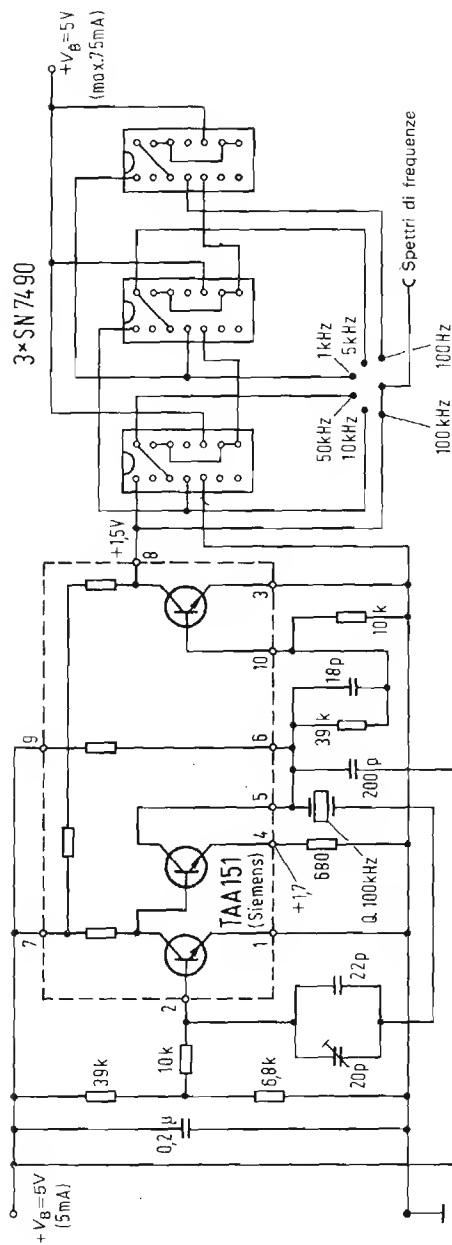 +V_B=5V
(5mA)
0,2 µ
39k
10k
6,8k
20p
22p
2
7
9
8
+1,5V
1
4
5
6
10
3
TAA151
(Siemens)
+1,7
680
Q 100kHz
200p
39k
18p
10k
3×SN7490
+V_B=5V
(max.75mA)
50kHz
10kHz
1kHz
5kHz
100kHz
100Hz
Spettri di frequenze